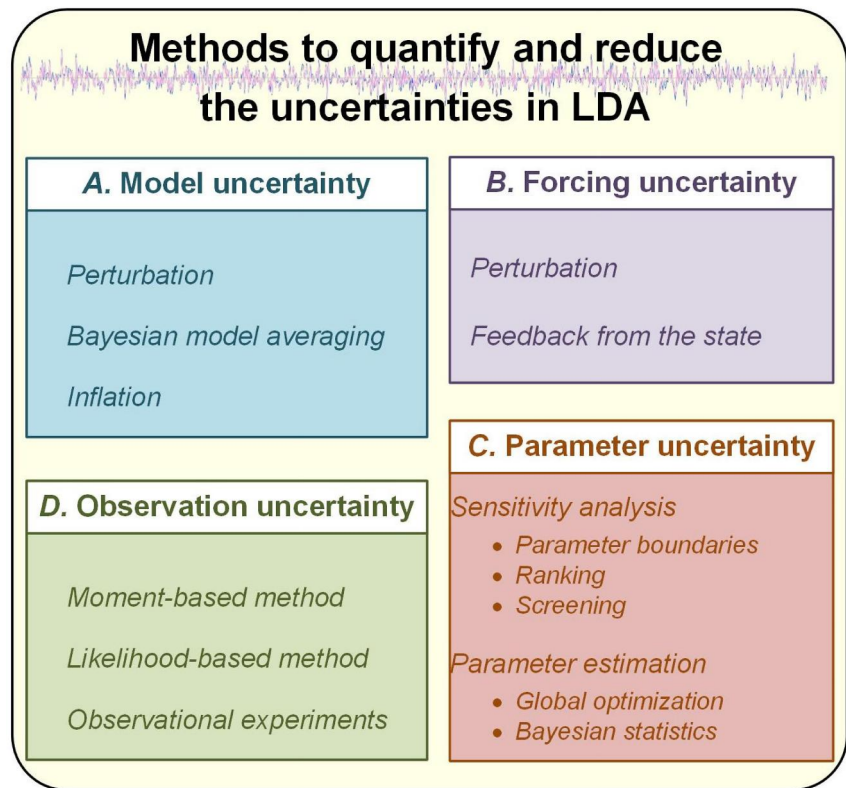 Methods to quantify and reduce
the uncertainties in LDA
A. Model uncertainty
Perturbation
Bayesian model averaging
Inflation
B. Forcing uncertainty
Perturbation
Feedback from the state
C. Parameter uncertainty
Sensitivity analysis
• Parameter boundaries
• Ranking
• Screening
Parameter estimation
• Global optimization
• Bayesian statistics
D. Observation uncertainty
Moment-based method
Likelihood-based method
Observational experiments